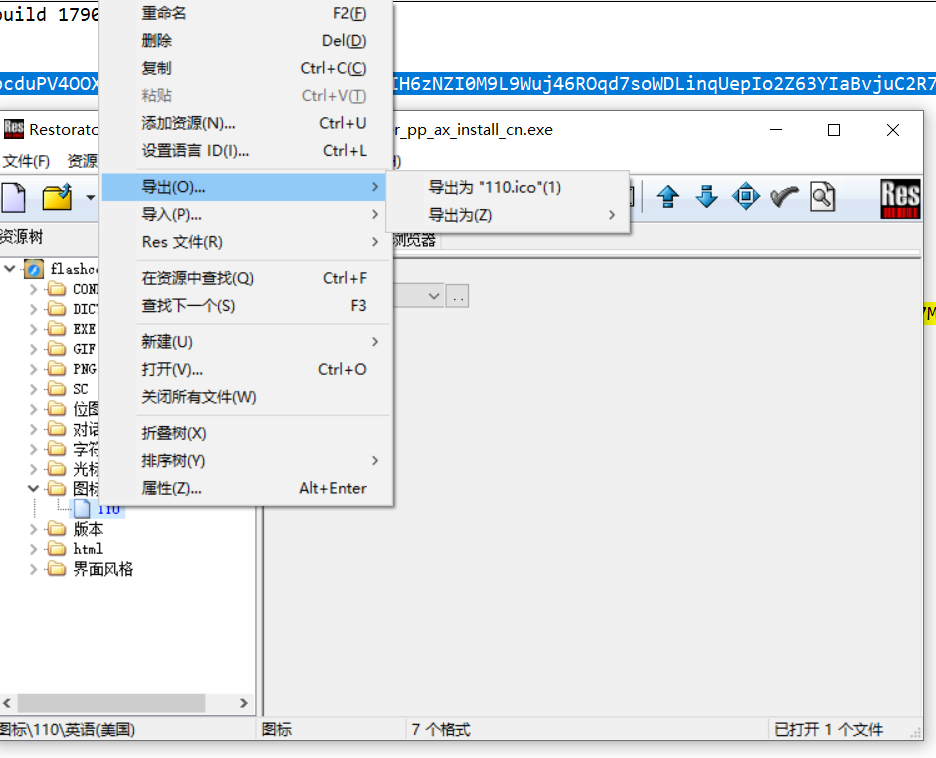 build 1790
重命名 F2(F)
删除 Del(D)
复制 Ctrl+C(C)
粘贴 Ctrl+V(T)
添加资源(N)... Ctrl+U
设置语言 ID(I)... Ctrl+L
导出(O)...
导入(P)...
Res 文件(R)
在资源中查找(Q) Ctrl+F
查找下一个(S) F3
新建(U)
打开(V)... Ctrl+O
关闭所有文件(W)
折叠树(X)
排序树(Y)
属性(Z)... Alt+Enter
导出为 "110.ico"(1)
导出为(Z)
ocduPV4OOX
IH6zNZI0M9L9Wuj46ROqd7soWDLinqUepIo2Z63YIaBvjuC2R7
Res Restorato
r_pp_ax_install_cn.exe
文件(F) 资源
H)
Res
资源树
浏览器
flashce
CON
DICT
EXE
GIF
PNG
SC
位图
对话
字符
光标
图标
110
版本
html
界面风格
..
7M
图标\110\英语(美国)
图标
7 个格式
已打开 1 个文件